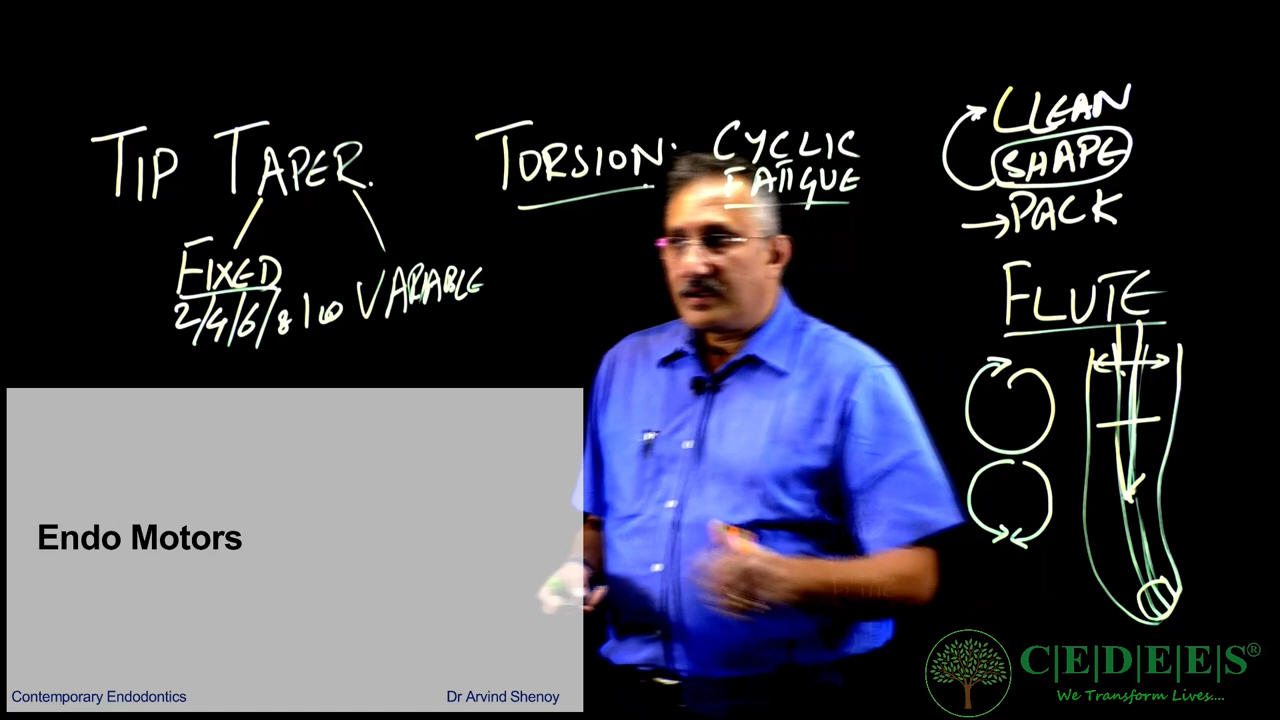 TIP TAPER.
FIXED
2/4/6/8/10
VARIABLE
TORSION:
CYCLIC
FATIGUE
CLEAN
SHAPE
PACK
FLUTE
Endo Motors
Contemporary Endodontics
Dr Arvind Shenoy
C|E|D|E|E|S®
We Transform Lives....